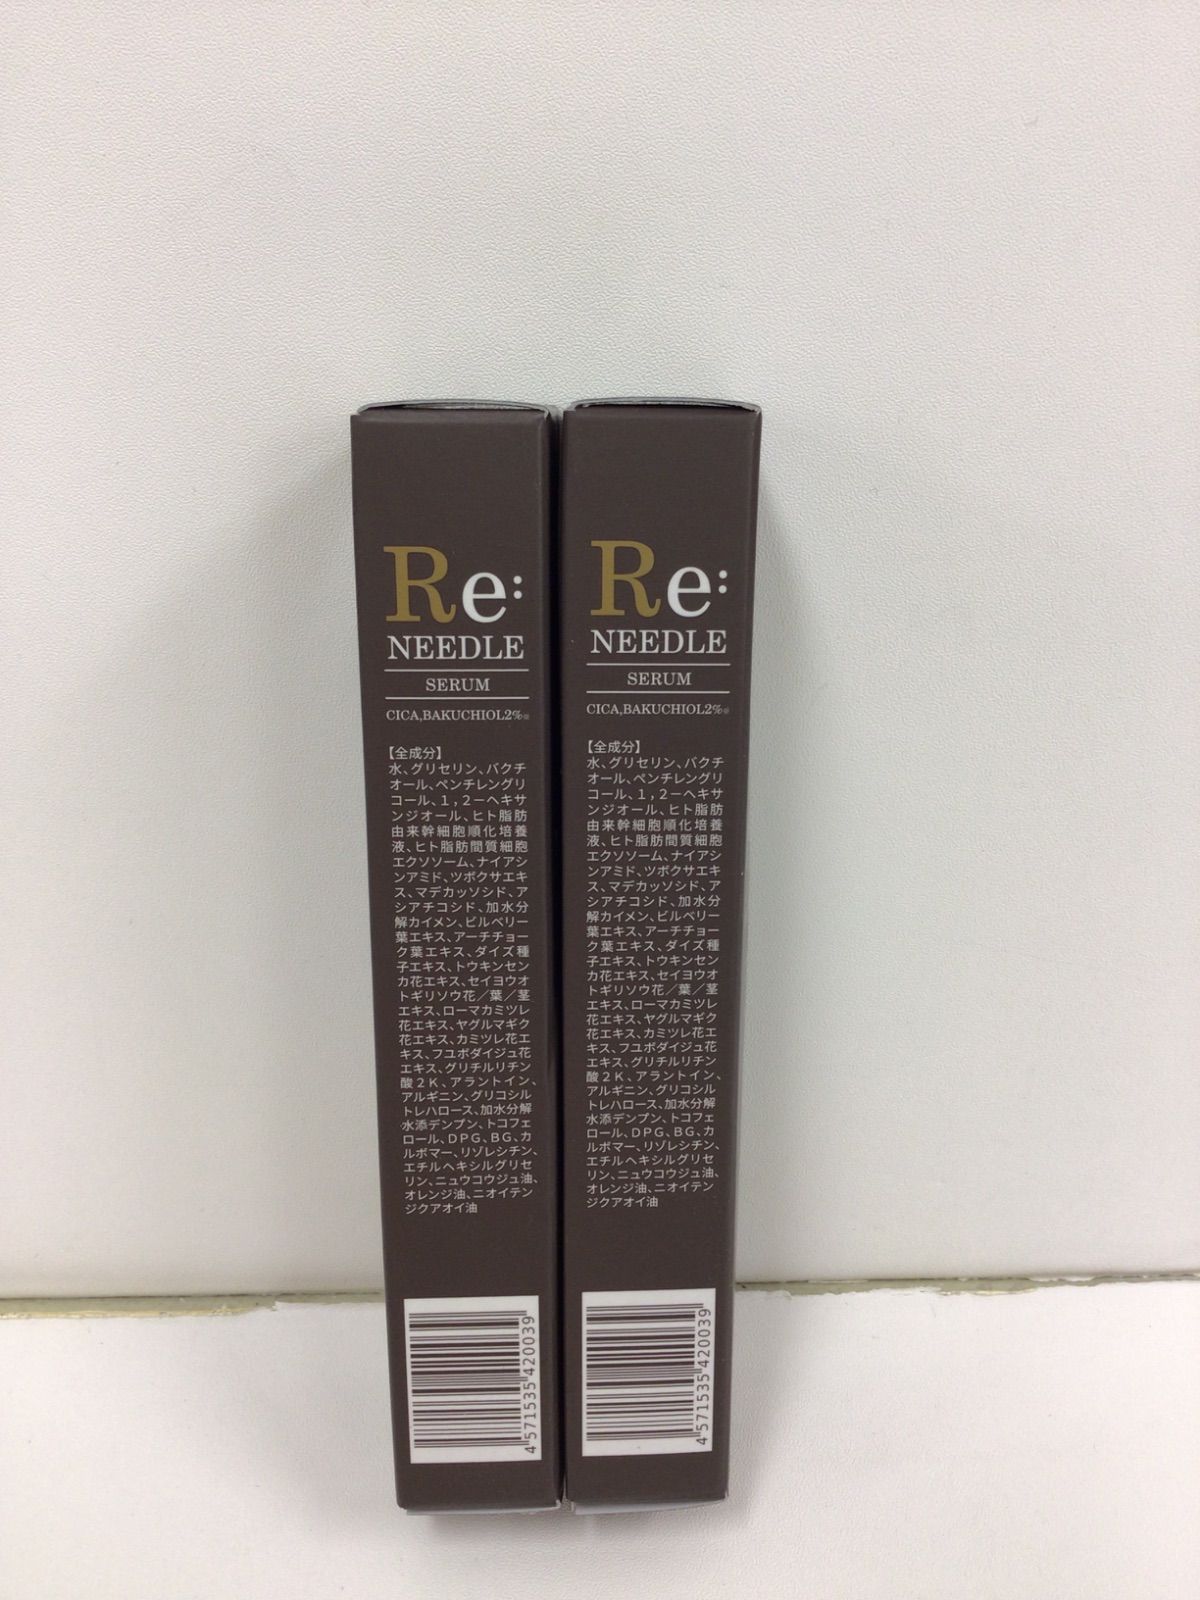 Re:
NEEDLE
SERUM
CICA,BAKUCHIOL2%※
【全成分】
水、グリセリン、バクチ
オール、ペンチレングリ
コール、１，２－ヘキサ
ンジオール、ヒト脂肪
由来幹細胞順化培養
液、ヒト脂肪間質細胞
エクソソーム、ナイアシ
ンアミド、ツボクサエキ
ス、マデカッソシド、ア
シアチコシド、加水分
解カイメン、ビルベリー
葉エキス、アーチチョー
ク葉エキス、ダイズ種
子エキス、トウキンセン
カ花エキス、セイヨウオ
トギリソウ花／葉／茎
エキス、ローマカミツレ
花エキス、ヤグルマギク
花エキス、カミツレ花エ
キス、フユボダイジュ花
エキス、グリチルリチン
酸２Ｋ、アラントイン、
アルギニン、グリコシル
トレハロース、加水分解
水添デンプン、トコフェ
ロール、ＤＰＧ、ＢＧ、カ
ルボマー、リゾレシチン、
エチルヘキシルグリセ
リン、ニュウコウジュ油、
オレンジ油、ニオイテン
ジクアオイ油
4571535420039
Re:
NEEDLE
SERUM
CICA,BAKUCHIOL2%※
【全成分】
水、グリセリン、バクチ
オール、ペンチレングリ
コール、１，２－ヘキサ
ンジオール、ヒト脂肪
由来幹細胞順化培養
液、ヒト脂肪間質細胞
エクソソーム、ナイアシ
ンアミド、ツボクサエキ
ス、マデカッソシド、ア
シアチコシド、加水分
解カイメン、ビルベリー
葉エキス、アーチチョー
ク葉エキス、ダイズ種
子エキス、トウキンセン
カ花エキス、セイヨウオ
トギリソウ花／葉／茎
エキス、ローマカミツレ
花エキス、ヤグルマギク
花エキス、カミツレ花エ
キス、フユボダイジュ花
エキス、グリチルリチン
酸２Ｋ、アラントイン、
アルギニン、グリコシル
トレハロース、加水分解
水添デンプン、トコフェ
ロール、ＤＰＧ、ＢＧ、カ
ルボマー、リゾレシチン、
エチルヘキシルグリセ
リン、ニュウコウジュ油、
オレンジ油、ニオイテン
ジクアオイ油
4571535420039